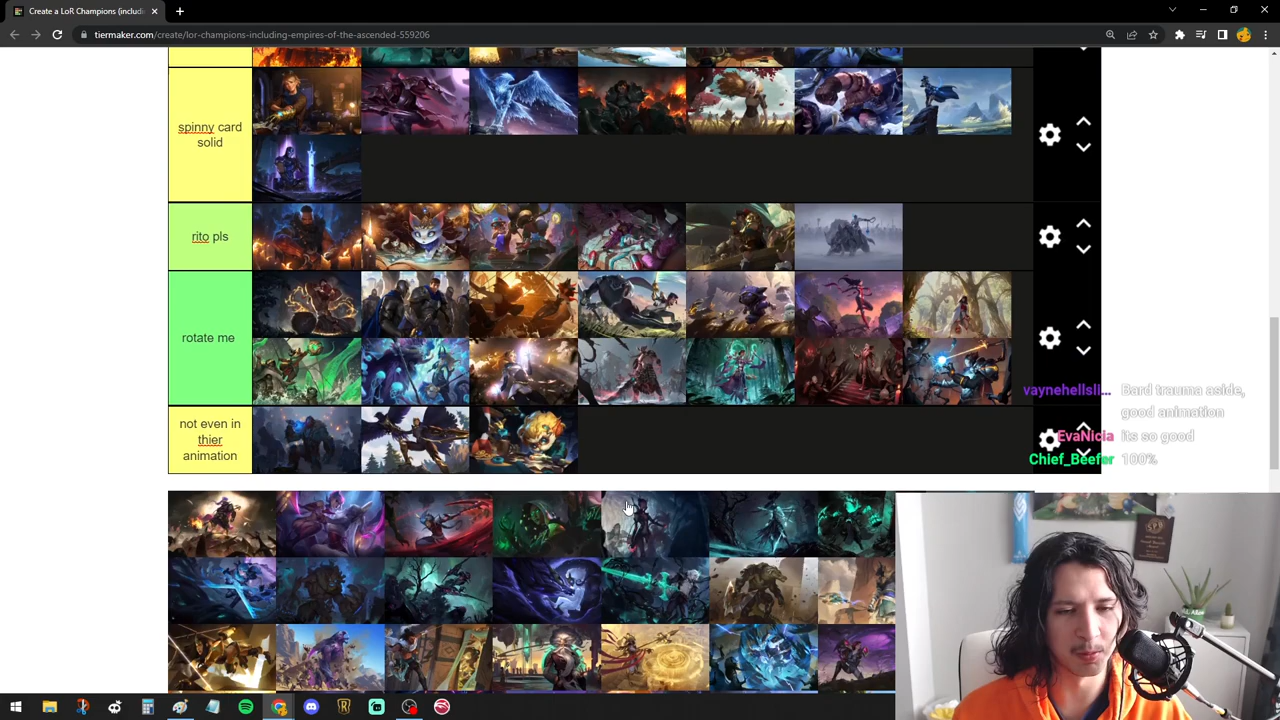 Create a LoR Champions (includi
tiermaker.com/create/lor-champions-including-empires-of-the-ascended-559206
spinny card
solid
rito pls
rotate me
not even in
thier
animation
vaynehellsll... Bard trauma aside,
good animation
EvaNicia its so good
Chief_Beefer 100%